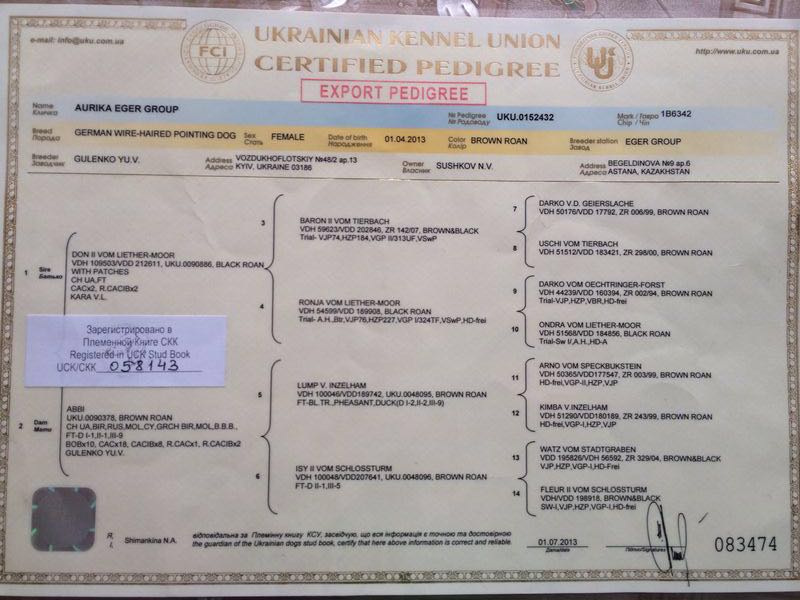 e-mail: info@uku.com.ua
FCI
UKRAINIAN KENNEL UNION
CERTIFIED PEDIGREE
http://www.uku.com.ua
EXPORT PEDIGREE
Name
Кличка
AURIKA EGER GROUP
№ Pedigree
№ Родоводу
UKU.0152432
Mark / Тавро
Chip / Чіп
1B6342
Breed
Порода
GERMAN WIRE-HAIRED POINTING DOG
Sex
Стать
FEMALE
Date of birth
Народження
01.04.2013
Color
Колір
BROWN ROAN
Breeder station
Завод
EGER GROUP
Breeder
Заводчик
GULENKO YU.V.
Address
Адреса
VOZDUKHOFLOTSKIY №48/2 ap.13
KYIV, UKRAINE 03186
Owner
Власник
SUSHKOV N.V.
Address
Адреса
BEGELDINOVA №9 ap.6
ASTANA, KAZAKHSTAN
1
Sire
Батько
DON II VOM LIETHER-MOOR
VDH 109503/VDD 212611, UKU.0090886, BLACK ROAN
WITH PATCHES
CH UA,FT
CACx2, R.CACIBx2
KARA V.L.
Зарегистрировано в
Племенной Книге СКК
Registered in UCK Stud Book
UCK/СКК 058143
2
Dam
Мати
ABBI
UKU.0090378, BROWN ROAN
CH UA,BIR,RUS,MOL,CY,GRCH BIR,MOL,B.B.B.,
FT-D I-1,II-1,III-9
BOBx10, CACx18, CACIBx8, R.CACx1, R.CACIBx2
GULENKO YU.V.
3
BARON II VOM TIERBACH
VDH 59623/VDD 202846, ZR 142/07, BROWN&BLACK
Trial- VJP74,HZP184,VGP II/313UF,VSwP
4
RONJA VOM LIETHER-MOOR
VDH 54599/VDD 189908, BLACK ROAN
Trial- A.H.,Btr,VJP76,HZP227,VGP I/324TF,VSwP,HD-frei
5
LUMP V. INZELHAM
VDH 100046/VDD189742, UKU.0048095, BROWN ROAN
FT-BL.TR.,PHEASANT,DUCK(D I-2,II-2,III-9)
6
ISY II VOM SCHLOSSTURM
VDH 100048/VDD207641, UKU.0048096, BROWN ROAN
FT-D II-1,III-5
7
DARKO V.D. GEIERSLACHE
VDH 50176/VDD 17792, ZR 006/99, BROWN ROAN
8
USCHI VOM TIERBACH
VDH 51512/VDD 183421, ZR 298/00, BROWN ROAN
9
DARKO VOM OECHTRINGER-FORST
VDH 44239/VDD 160394, ZR 002/94, BROWN ROAN
Trial-VJP,HZP,VBR,HD-frei
10
ONDRA VOM LIETHER-MOOR
VDH 51568/VDD 184856, BLACK ROAN
Trial-Sw I/,A.H.,HD-A
11
ARNO VOM SPECKBUKSTEIN
VDH 50365/VDD177547, ZR 003/99, BROWN ROAN
HD-frei,VGP-II,HZP,VJP
12
KIMBA V.INZELHAM
VDH 51290/VDD180189, ZR 243/99, BROWN ROAN
HD-frei,VGP-I,HZP,VJP
13
WATZ VOM STADTGRABEN
VDD 195826/VDH 56592, ZR 329/04, BROWN&BLACK
VJP,HZP,VGP-I,HD-Frei
14
FLEUR II VOM SCHLOSSTURM
VDH/VDD 198918, BROWN&BLACK
SW-I,VJP,HZP,VGP-I,HD-frei
Shimankina N.A.
відповідальна за Племінну книгу КСУ, засвідчую, що вся інформація є точною та достовірною
the guardian of the Ukrainian dogs stud book, certify that here above information is correct and reliable.
01.07.2013
083474